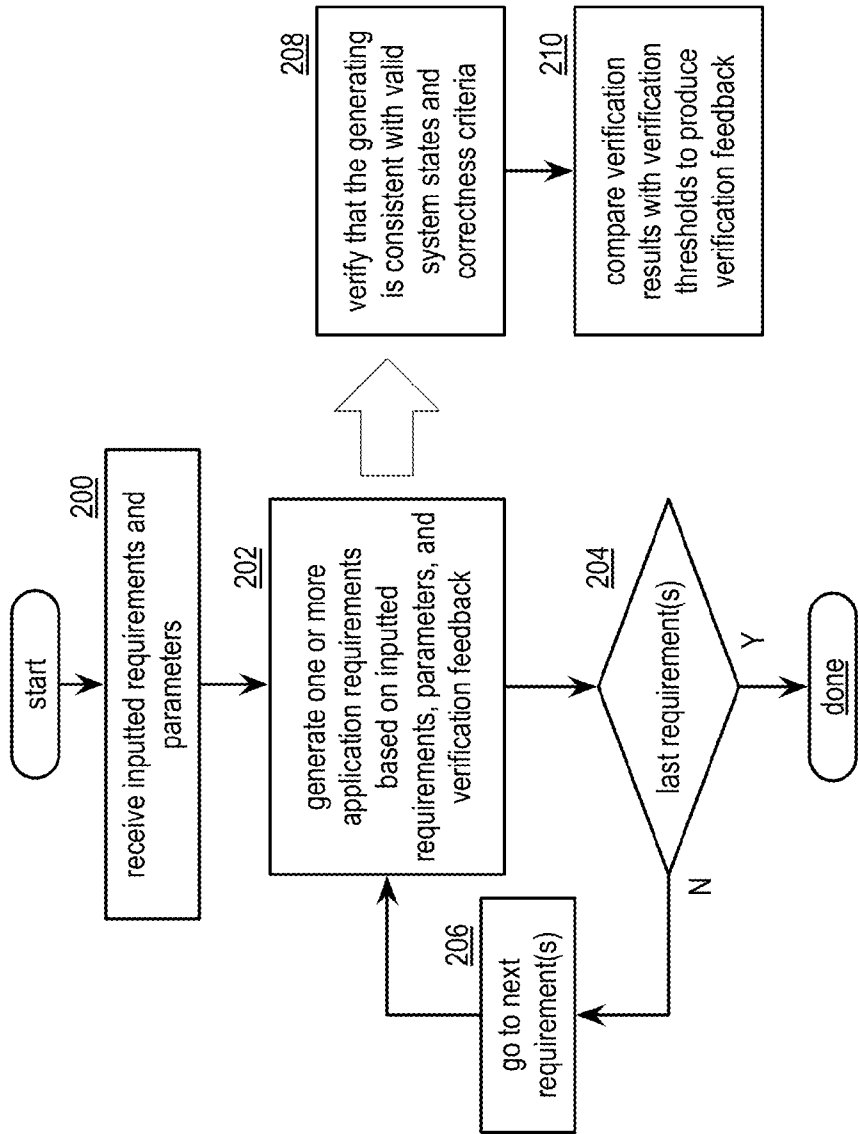 start
200
receive inputted requirements and
parameters
202
generate one or more
application requirements
based on inputted
requirements, parameters, and
verification feedback
204
last requirement(s)
N
Y
206
go to next
requirement(s)
done
208
verify that the generating
is consistent with valid
system states and
correctness criteria
210
compare verification
results with verification
thresholds to produce
verification feedback